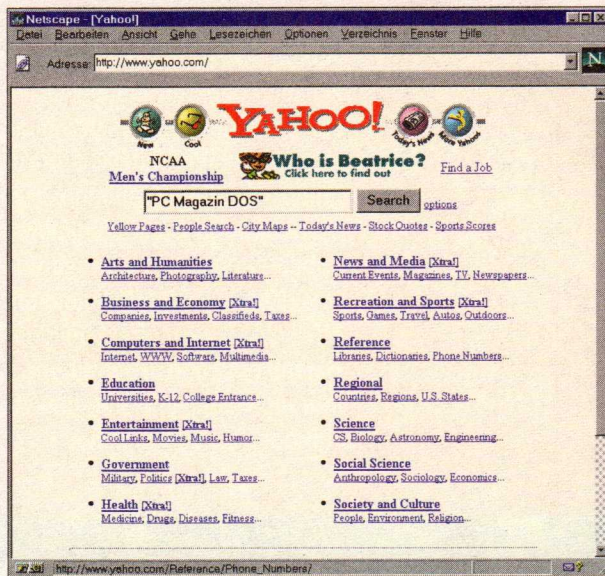 Netscape - [Yahoo!]
Datei Bearbeiten Ansicht Gehe Lesezeichen Optionen Verzeichnis Fenster Hilfe
Adresse: http://www.yahoo.com/
N
New Cool YAHOO! Today's News More Yahoos
NCAA
Men's Championship
Who is Beatrice?
Click here to find out
Find a Job
"PC Magazin DOS" Search options
Yellow Pages - People Search - City Maps -- Today's News - Stock Quotes - Sports Scores
• Arts and Humanities
Architecture, Photography, Literature...
• Business and Economy [Xtra!]
Companies, Investments, Classifieds, Taxes...
• Computers and Internet [Xtra!]
Internet, WWW, Software, Multimedia...
• Education
Universities, K-12, College Entrance...
• Entertainment [Xtra!]
Cool Links, Movies, Music, Humor...
• Government
Military, Politics [Xtra!], Law, Taxes...
• Health [Xtra!]
Medicine, Drugs, Diseases, Fitness...
• News and Media [Xtra!]
Current Events, Magazines, TV, Newspapers...
• Recreation and Sports [Xtra!]
Sports, Games, Travel, Autos, Outdoors...
• Reference
Libraries, Dictionaries, Phone Numbers...
• Regional
Countries, Regions, U.S. States...
• Science
CS, Biology, Astronomy, Engineering...
• Social Science
Anthropology, Sociology, Economics...
• Society and Culture
People, Environment, Religion...
http://www.yahoo.com/Reference/Phone_Numbers/